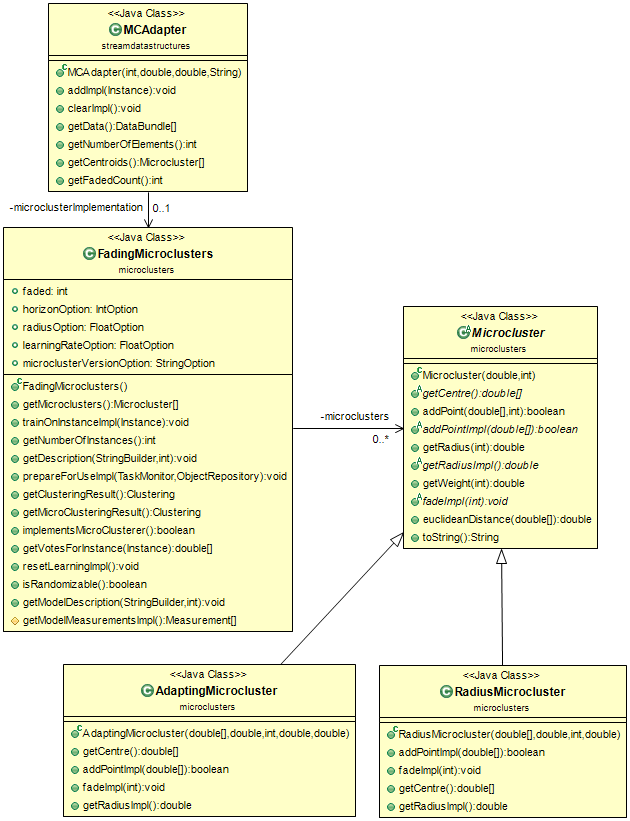 <<Java Class>>
MCAdapter
streamdatastructures
MCAdapter(int,double,double,String)
addImpl(Instance):void
clearImpl():void
getData():DataBundle[]
getNumberOfElements():int
getCentroids():Microcluster[]
getFadedCount():int
-microclusterImplementation 0..1
<<Java Class>>
FadingMicroclusters
microclusters
faded: int
horizonOption: IntOption
radiusOption: FloatOption
learningRateOption: FloatOption
microclusterVersionOption: StringOption
FadingMicroclusters()
getMicroclusters():Microcluster[]
trainOnInstanceImpl(Instance):void
getNumberOfInstances():int
getDescription(StringBuilder,int):void
prepareForUseImpl(TaskMonitor,ObjectRepository):void
getClusteringResult():Clustering
getMicroClusteringResult():Clustering
implementsMicroClusterer():boolean
getVotesForInstance(Instance):double[]
resetLearningImpl():void
isRandomizable():boolean
getModelDescription(StringBuilder,int):void
getModelMeasurementsImpl():Measurement[]
-microclusters
0..*
<<Java Class>>
Microcluster
microclusters
Microcluster(double,int)
getCentre():double[]
addPoint(double[],int):boolean
addPointImpl(double[]):boolean
getRadius(int):double
getRadiusImpl():double
getWeight(int):double
fadeImpl(int):void
euclideanDistance(double[]):double
toString():String
<<Java Class>>
AdaptingMicrocluster
microclusters
AdaptingMicrocluster(double[],double,int,double,double)
getCentre():double[]
addPointImpl(double[]):boolean
fadeImpl(int):void
getRadiusImpl():double
<<Java Class>>
RadiusMicrocluster
microclusters
RadiusMicrocluster(double[],double,int,double)
addPointImpl(double[]):boolean
fadeImpl(int):void
getCentre():double[]
getRadiusImpl():double